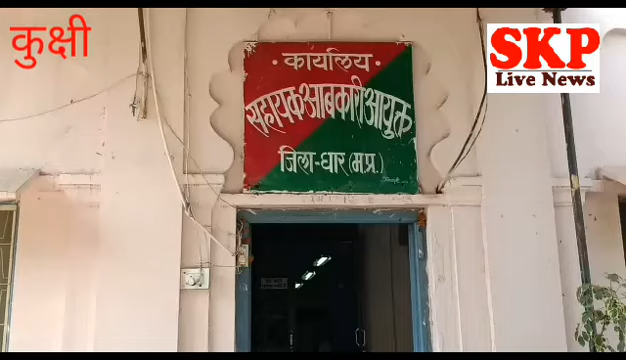 कुक्षी
SKP
Live News
कार्यालय
सहायक आबकारी आयुक्त
जिला-धार (म.प्र.)